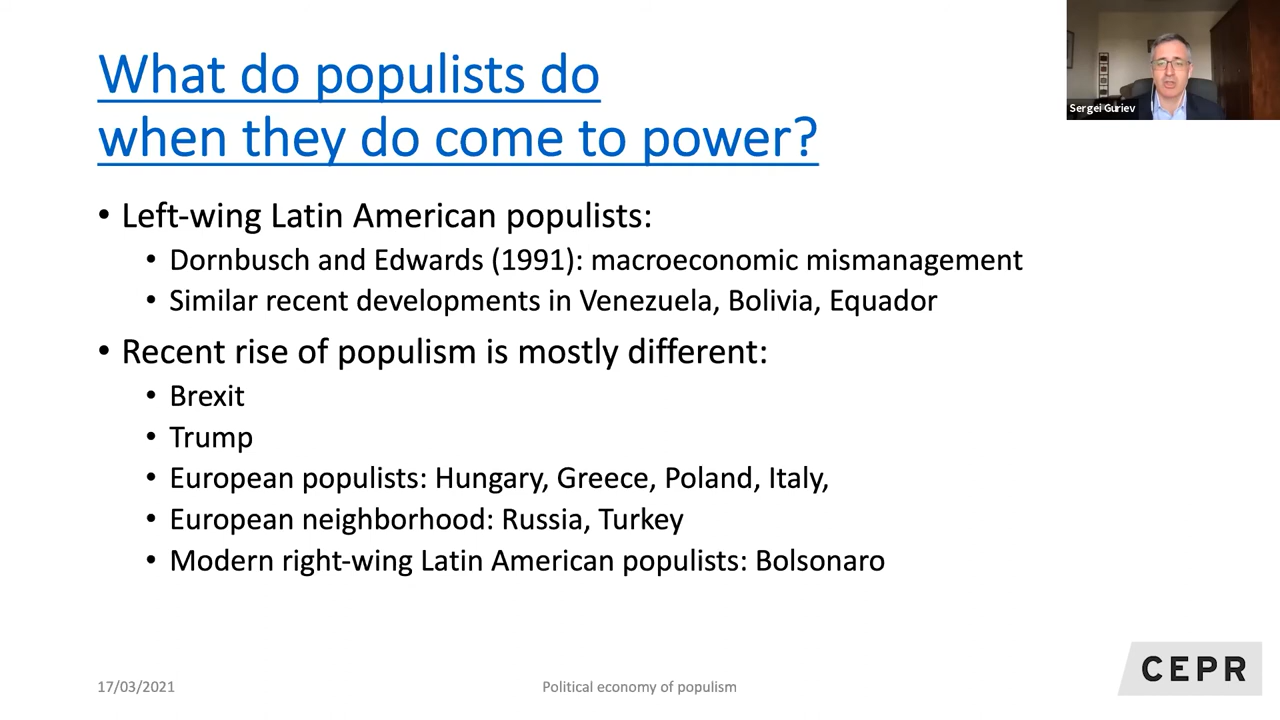 What do populists do
when they do come to power?
Sergei Guriev
• Left-wing Latin American populists:
• Dornbusch and Edwards (1991): macroeconomic mismanagement
• Similar recent developments in Venezuela, Bolivia, Equador
• Recent rise of populism is mostly different:
• Brexit
• Trump
• European populists: Hungary, Greece, Poland, Italy,
• European neighborhood: Russia, Turkey
• Modern right-wing Latin American populists: Bolsonaro
17/03/2021
Political economy of populism
CEPR